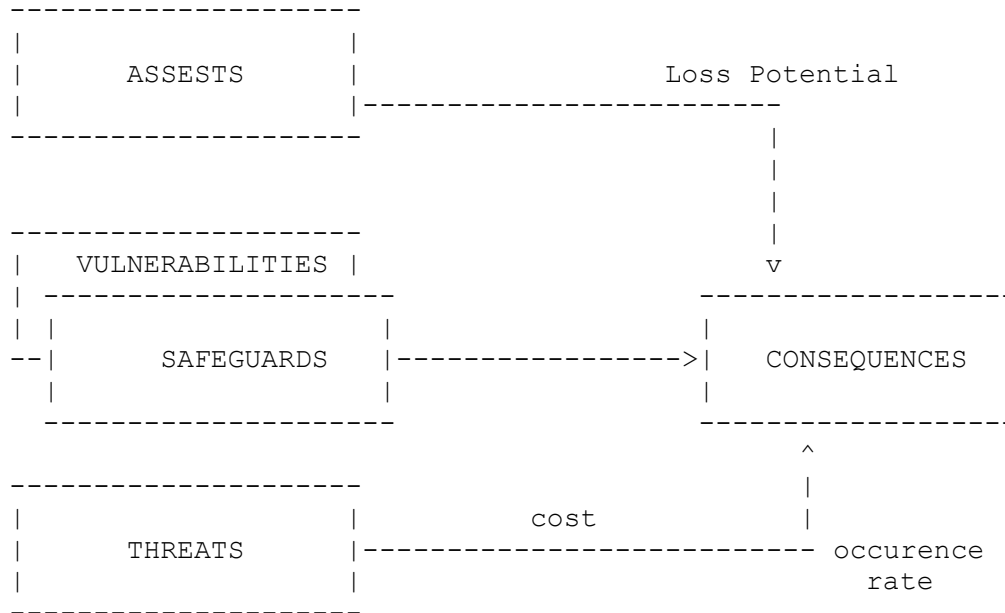 ASSESTS
Loss Potential
VULNERABILITIES
SAFEGUARDS
CONSEQUENCES
cost
THREATS
occurence
rate